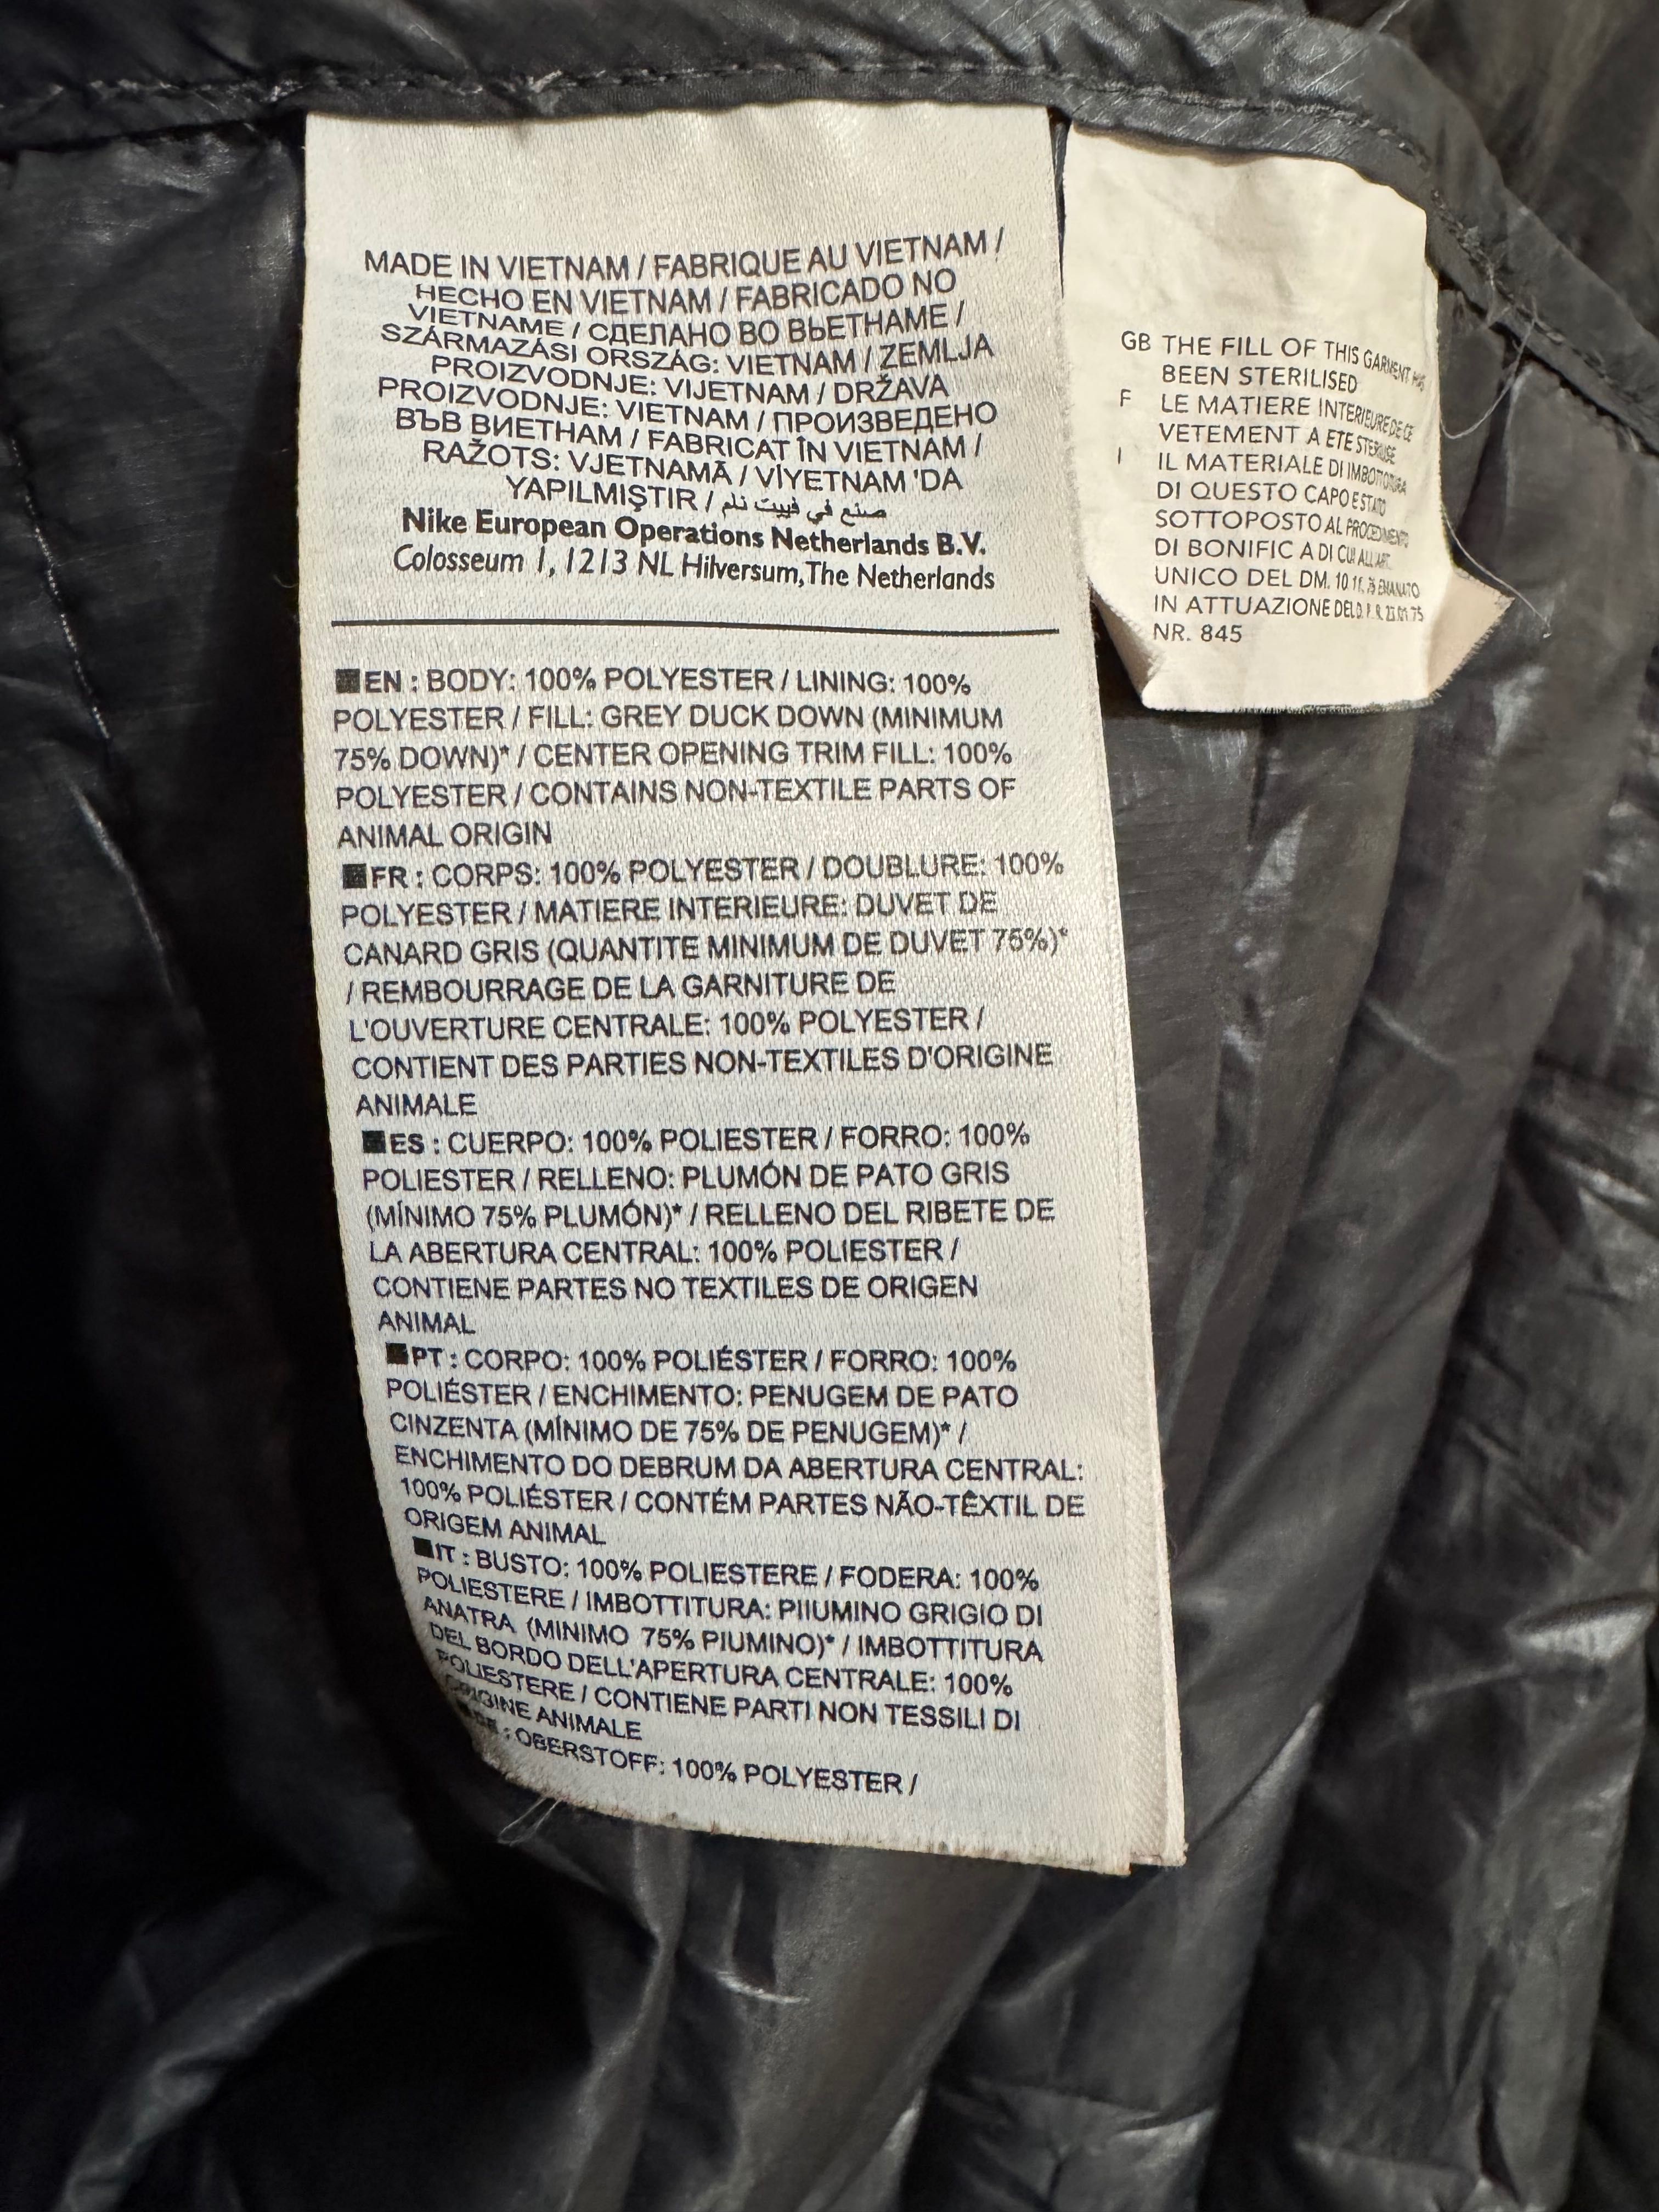 MADE IN VIETNAM / FABRIQUE AU VIETNAM /
HECHO EN VIETNAM / FABRICADO NO
VIETNAME / СДЕЛАНО ВО ВЬЕТНАМЕ /
SZÁRMAZÁSI ORSZÁG: VIETNAM / ZEMLJA
PROIZVODNJE: VIJETNAM / DRŽAVA
PROIZVODNJE: VIETNAM / ПРОИЗВЕДЕНО
ВЪВ ВИЕТНАМ / FABRICAT ÎN VIETNAM /
RAŽOTS: VJETNAMĀ / VİYETNAM 'DA
YAPILMIŞTIR / صنع في فييت نام
Nike European Operations Netherlands B.V.
Colosseum 1, 1213 NL Hilversum, The Netherlands
EN : BODY: 100% POLYESTER / LINING: 100%
POLYESTER / FILL: GREY DUCK DOWN (MINIMUM
75% DOWN)* / CENTER OPENING TRIM FILL: 100%
POLYESTER / CONTAINS NON-TEXTILE PARTS OF
ANIMAL ORIGIN
FR : CORPS: 100% POLYESTER / DOUBLURE: 100%
POLYESTER / MATIERE INTERIEURE: DUVET DE
CANARD GRIS (QUANTITE MINIMUM DE DUVET 75%)*
/ REMBOURRAGE DE LA GARNITURE DE
L'OUVERTURE CENTRALE: 100% POLYESTER /
CONTIENT DES PARTIES NON-TEXTILES D'ORIGINE
ANIMALE
ES : CUERPO: 100% POLIESTER / FORRO: 100%
POLIESTER / RELLENO: PLUMÓN DE PATO GRIS
(MÍNIMO 75% PLUMÓN)* / RELLENO DEL RIBETE DE
LA ABERTURA CENTRAL: 100% POLIESTER /
CONTIENE PARTES NO TEXTILES DE ORIGEN
ANIMAL
PT : CORPO: 100% POLIÉSTER / FORRO: 100%
POLIÉSTER / ENCHIMENTO: PENUGEM DE PATO
CINZENTA (MÍNIMO DE 75% DE PENUGEM)* /
ENCHIMENTO DO DEBRUM DA ABERTURA CENTRAL:
100% POLIÉSTER / CONTÉM PARTES NÃO-TÊXTIL DE
ORIGEM ANIMAL
IT : BUSTO: 100% POLIESTERE / FODERA: 100%
POLIESTERE / IMBOTTITURA: PIIUMINO GRIGIO DI
ANATRA (MINIMO 75% PIUMINO)* / IMBOTTITURA
DEL BORDO DELL'APERTURA CENTRALE: 100%
POLIESTERE / CONTIENE PARTI NON TESSILI DI
ORIGINE ANIMALE
DE : OBERSTOFF: 100% POLYESTER /
GB THE FILL OF THIS GARMENT HAS
BEEN STERILISED
F LE MATIERE INTERIEURE DE CE
VETEMENT A ETE STERILISE
I IL MATERIALE DI IMBOTTITURA
DI QUESTO CAPO E STATO
SOTTOPOSTO AL PROCEDIMENTO
DI BONIFIC A DI CUI ALL ART.
UNICO DEL DM. 10 11. 76 EMANATO
IN ATTUAZIONE DEL D. P. R. 23.01.75
NR. 845